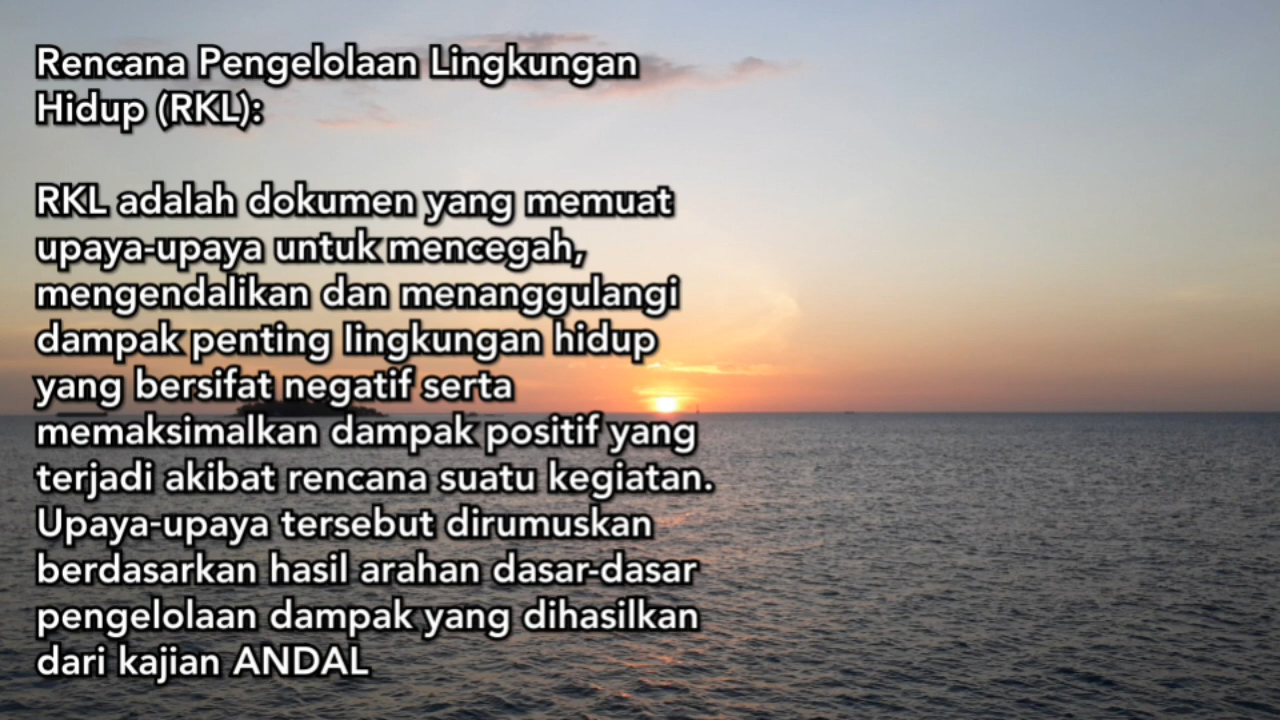 Rencana Pengelolaan Lingkungan
Hidup (RKL):
RKL adalah dokumen yang memuat
upaya-upaya untuk mencegah,
mengendalikan dan menanggulangi
dampak penting lingkungan hidup
yang bersifat negatif serta
memaksimalkan dampak positif yang
terjadi akibat rencana suatu kegiatan.
Upaya-upaya tersebut dirumuskan
berdasarkan hasil arahan dasar-dasar
pengelolaan dampak yang dihasilkan
dari kajian ANDAL